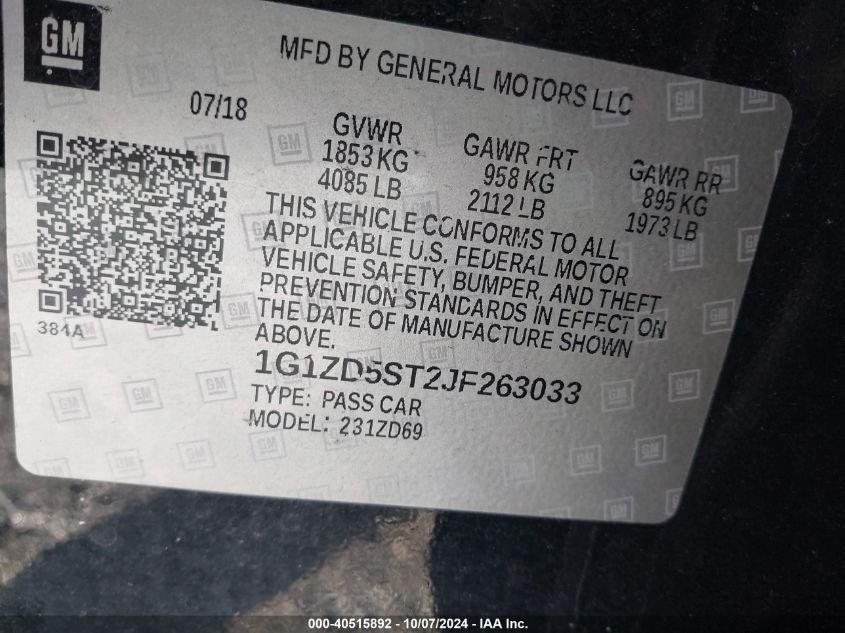 GM
MFD BY GENERAL MOTORS LLC
07/18
GVWR
1853 KG
4085 LB
GAWR FRT
958 KG
2112 LB
GAWR RR
895 KG
1973 LB
THIS VEHICLE CONFORMS TO ALL
APPLICABLE U.S. FEDERAL MOTOR
VEHICLE SAFETY, BUMPER, AND THEFT
PREVENTION STANDARDS IN EFFECT ON
THE DATE OF MANUFACTURE SHOWN
ABOVE.
384A
1G1ZD5ST2JF263033
TYPE: PASS CAR
MODEL: 231ZD69
000-40515892 - 10/07/2024 - IAA Inc.